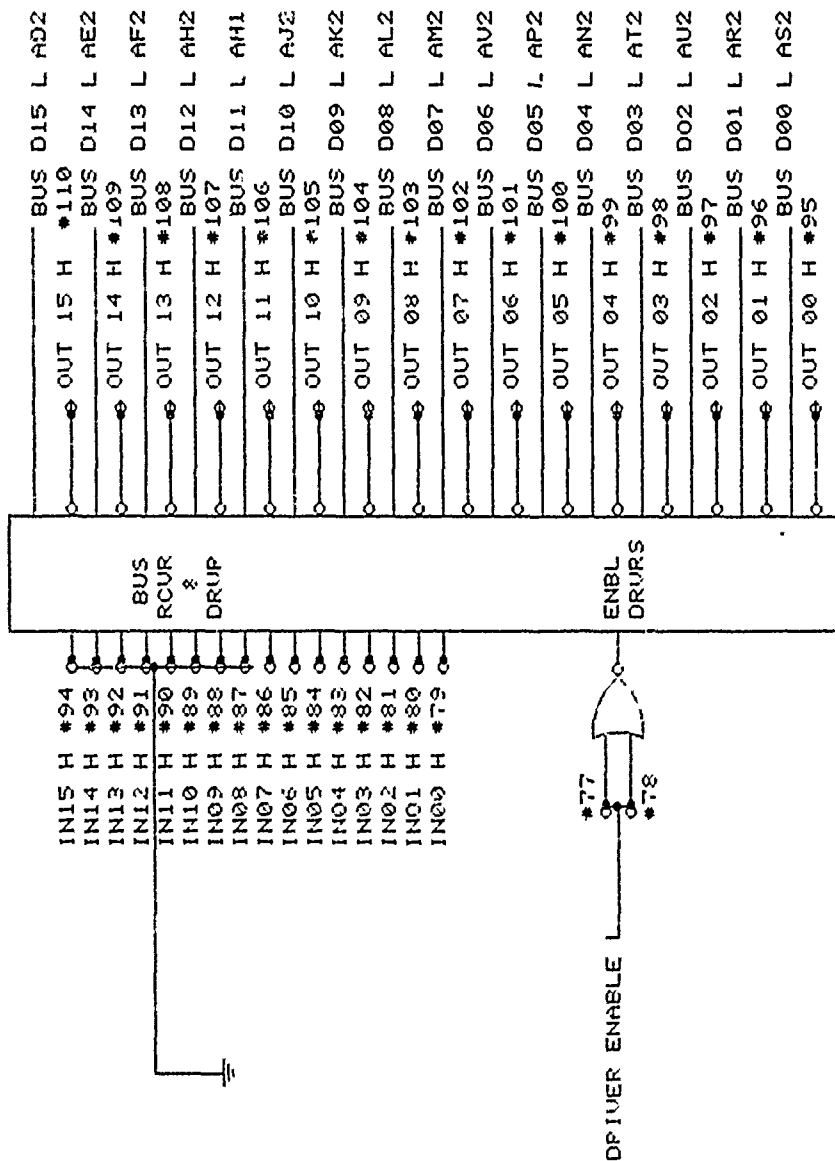 BUS D15 L AD2
OUT 15 H #110
BUS D14 L AE2
OUT 14 H #109
BUS D13 L AF2
OUT 13 H #108
BUS D12 L AH2
OUT 12 H #107
BUS D11 L AH1
OUT 11 H #106
BUS D10 L AJ2
OUT 10 H #105
BUS D09 L AK2
OUT 09 H #104
BUS D08 L AL2
OUT 08 H #103
BUS D07 L AM2
OUT 07 H #102
BUS D06 L AV2
OUT 06 H #101
BUS D05 L AP2
OUT 05 H #100
BUS D04 L AN2
OUT 04 H #99
BUS D03 L AT2
OUT 03 H #98
BUS DO2 L AU2
OUT 02 H #97
BUS D01 L AR2
OUT 01 H #96
BUS D00 L AS2
OUT 00 H #95
BUS
RCVR
&
DRVP
ENBL
DRVRS
IN15 H #94
IN14 H #93
IN13 H #92
IN12 H #91
IN11 H #90
IN10 H #89
IN09 H #88
IN08 H #87
IN07 H #86
IN06 H #85
IN05 H #84
IN04 H #83
IN03 H #82
IN02 H #81
IN01 H #80
IN00 H #79
#77
#78
DPIVER ENABLE L